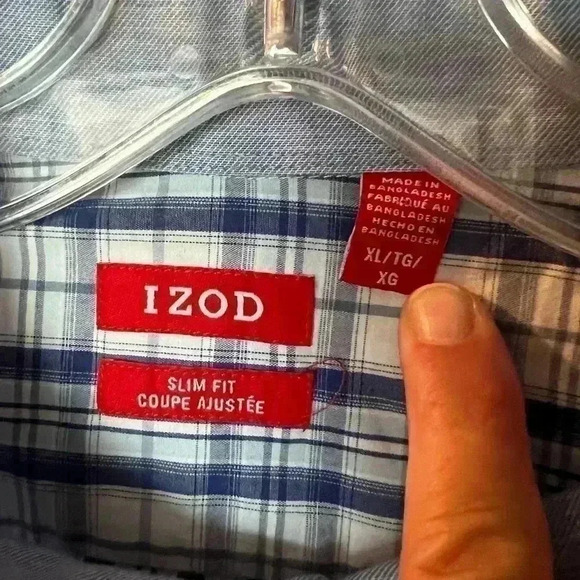 IZOD
SLIM FIT
COUPE AJUSTÉE
MADE IN
BANGLADESH
FABRIQUÉ AU
BANGLADESH
HECHO EN
BANGLADESH
XL/TG/
XG